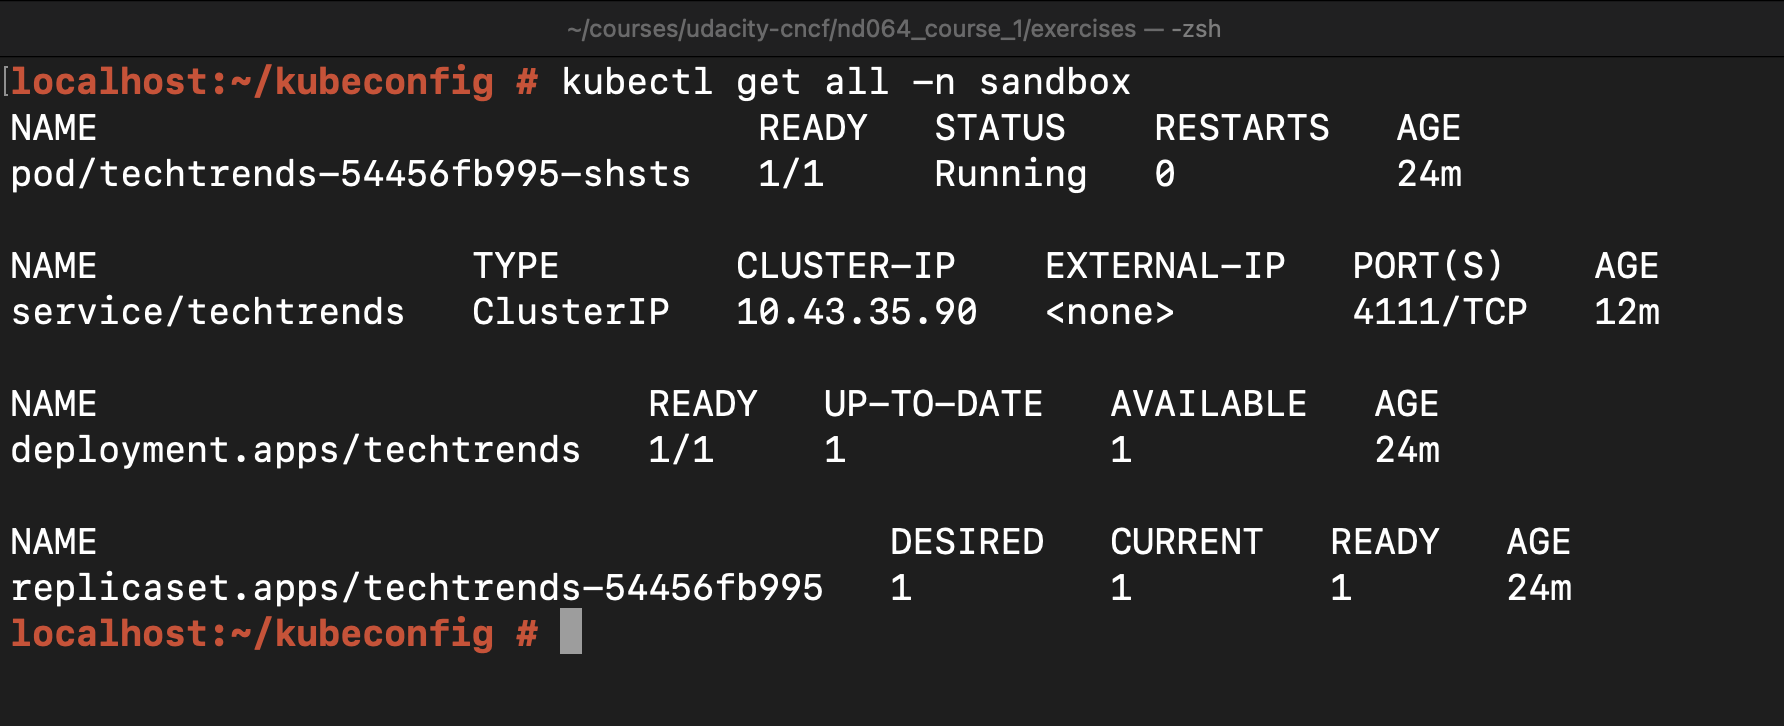 ~/courses/udacity-cncf/nd064_course_1/exercises — -zsh
[localhost:~/kubeconfig # kubectl get all -n sandbox
NAME READY STATUS RESTARTS AGE
pod/techtrends-54456fb995-shsts 1/1 Running 0 24m
NAME TYPE CLUSTER-IP EXTERNAL-IP PORT(S) AGE
service/techtrends ClusterIP 10.43.35.90 <none> 4111/TCP 12m
NAME READY UP-TO-DATE AVAILABLE AGE
deployment.apps/techtrends 1/1 1 1 24m
NAME DESIRED CURRENT READY AGE
replicaset.apps/techtrends-54456fb995 1 1 1 24m
localhost:~/kubeconfig #